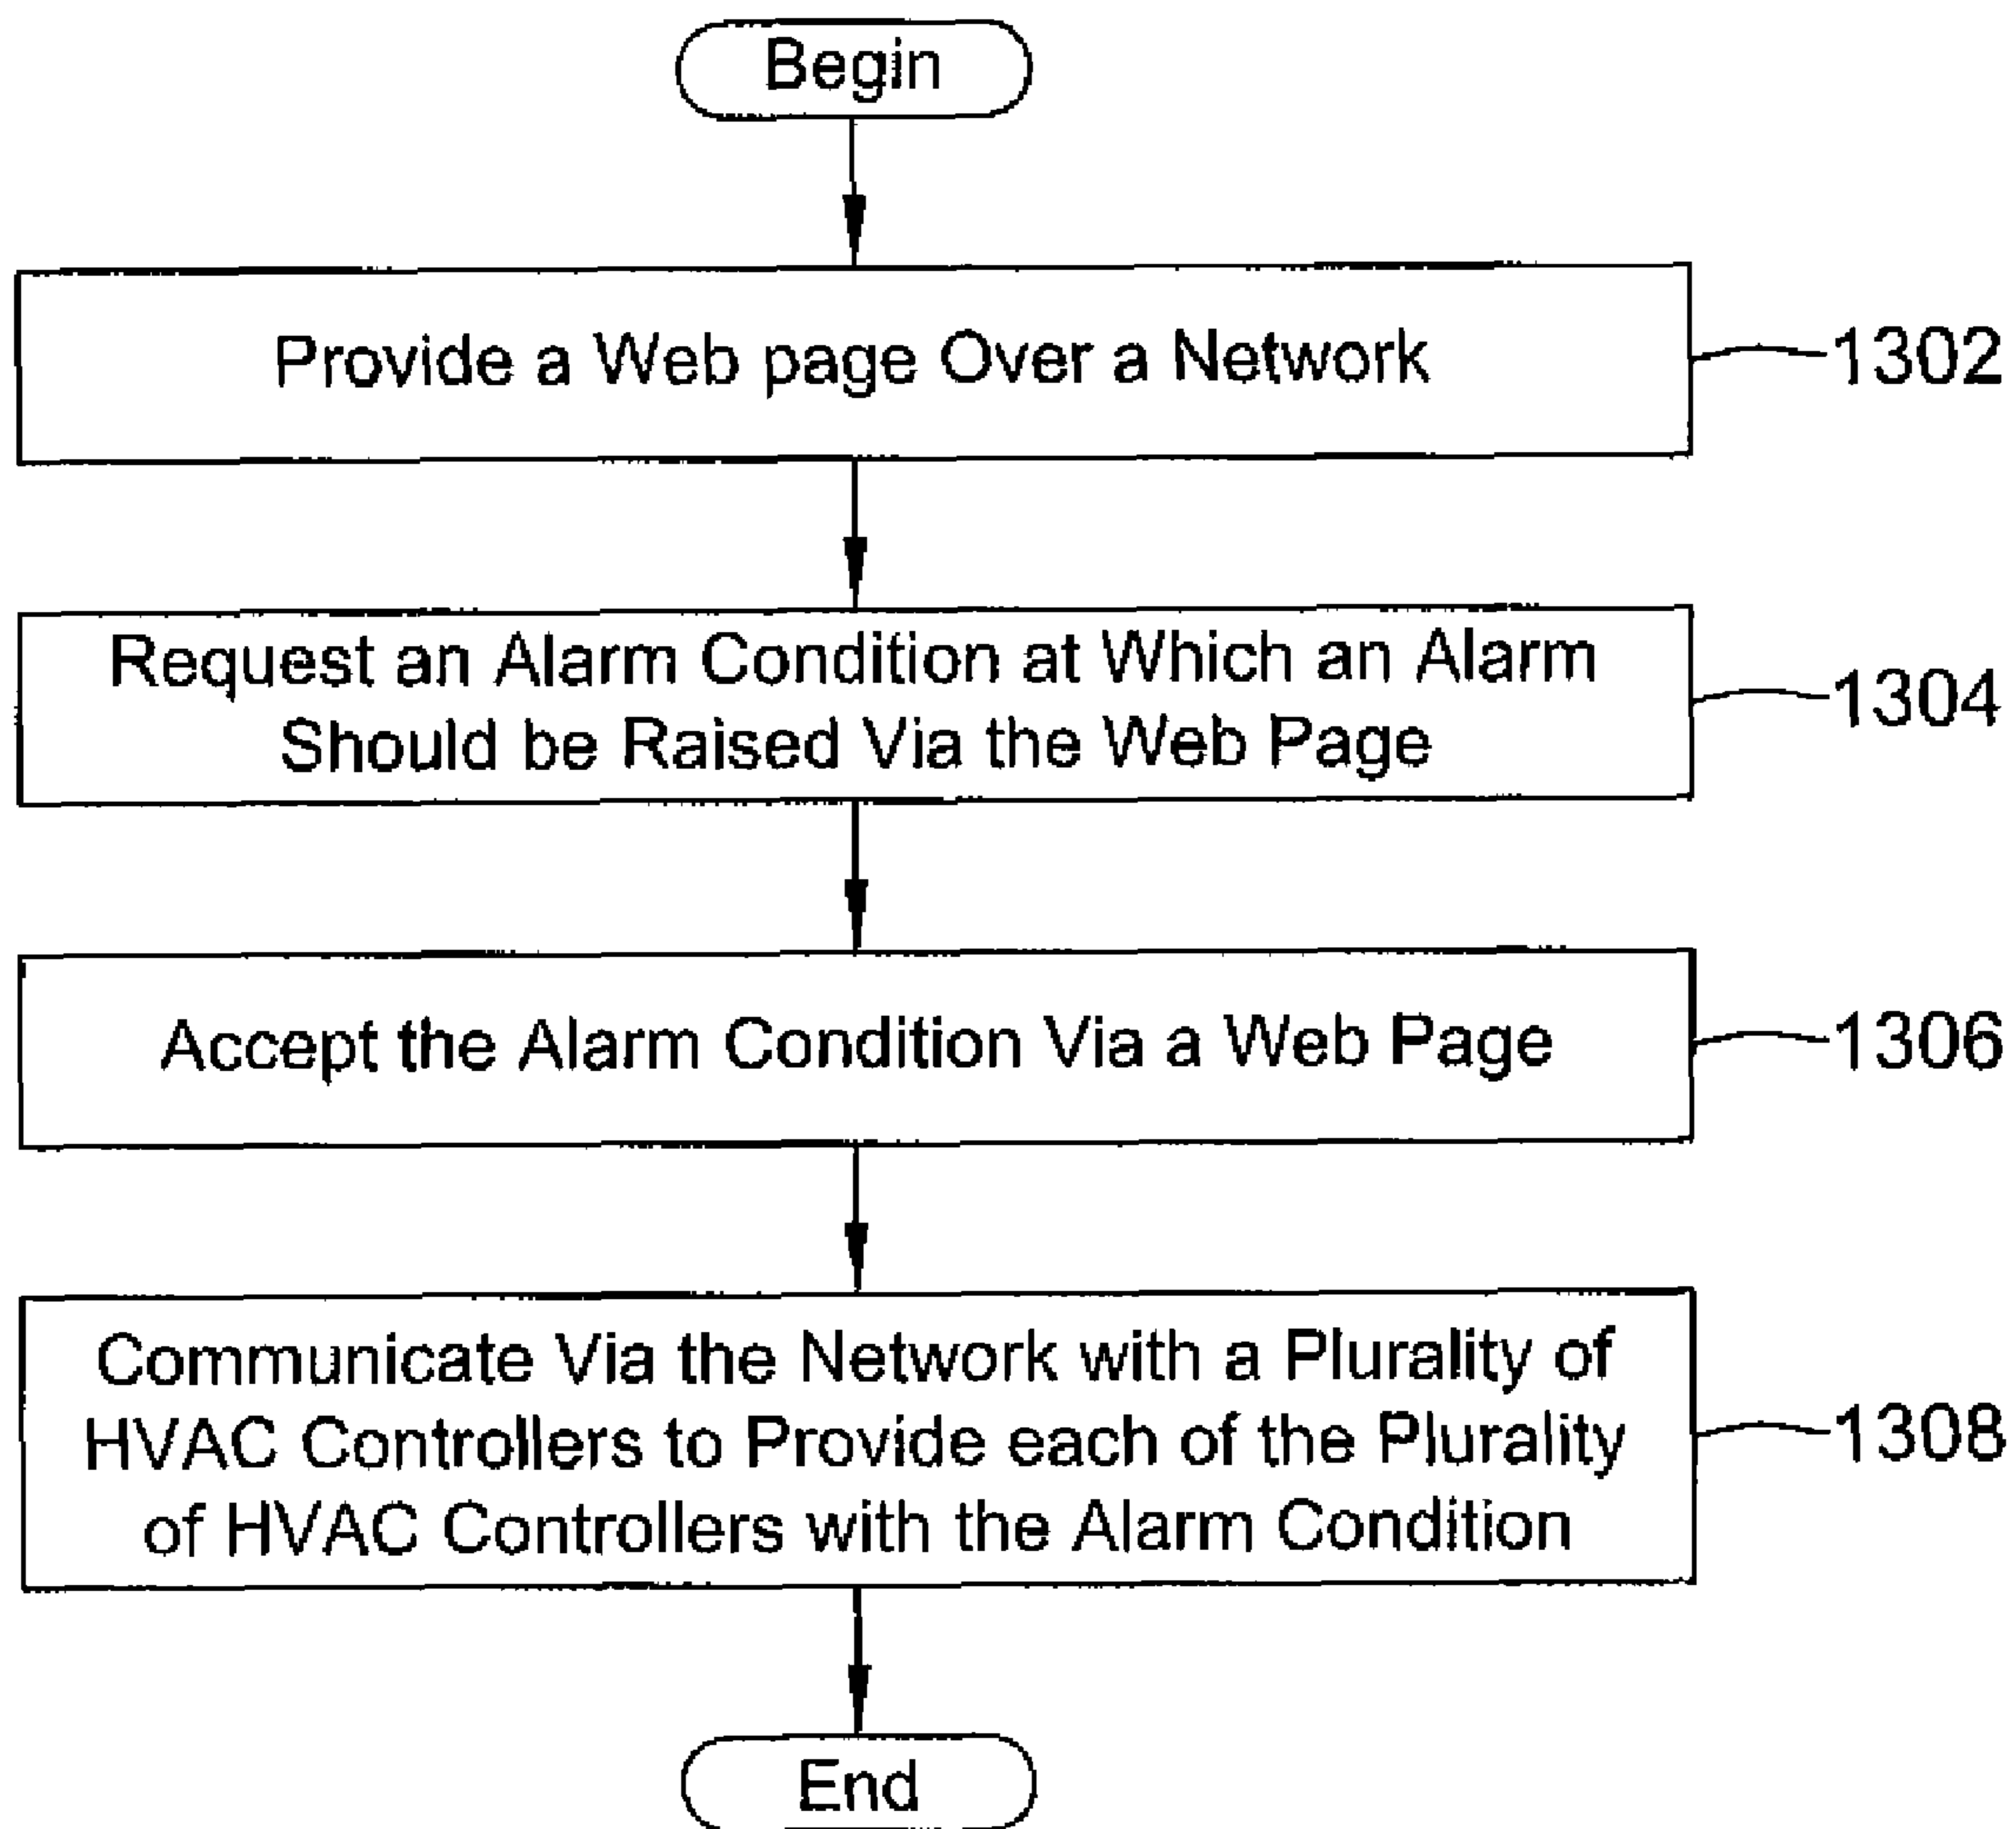 Begin
Provide a Web page Over a Network
1302
Request an Alarm Condition at Which an Alarm
Should be Raised Via the Web Page
1304
Accept the Alarm Condition Via a Web Page
1306
Communicate Via the Network with a Plurality of
HVAC Controllers to Provide each of the Plurality
of HVAC Controllers with the Alarm Condition
1308
End